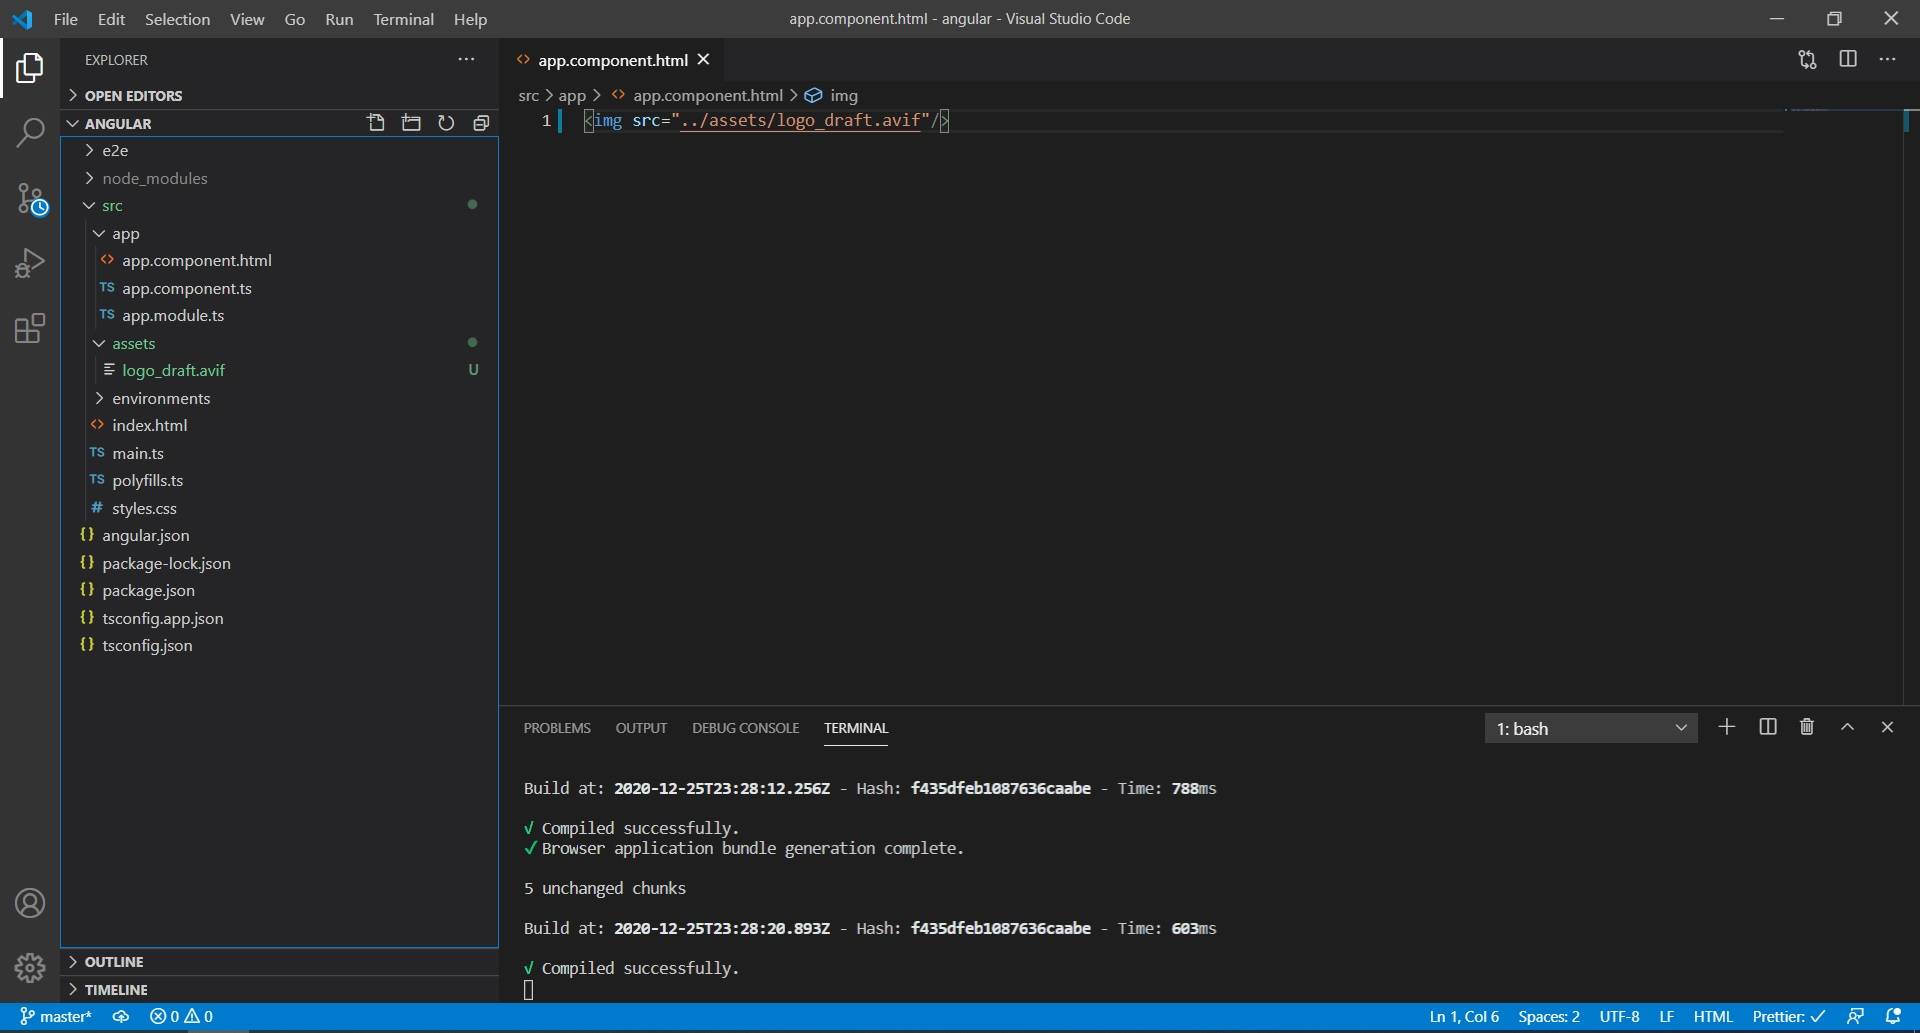 File Edit Selection View Go Run Terminal Help
app.component.html - angular - Visual Studio Code
EXPLORER
OPEN EDITORS
ANGULAR
e2e
node_modules
src
app
app.component.html
TS app.component.ts
TS app.module.ts
assets
logo_draft.avif U
environments
index.html
TS main.ts
TS polyfills.ts
# styles.css
{} angular.json
{} package-lock.json
{} package.json
{} tsconfig.app.json
{} tsconfig.json
OUTLINE
TIMELINE
app.component.html
src > app > app.component.html > img
1 <img src="../assets/logo_draft.avif"/>
PROBLEMS OUTPUT DEBUG CONSOLE TERMINAL
1: bash
Build at: 2020-12-25T23:28:12.256Z - Hash: f435dfeb1087636caabe - Time: 788ms
√ Compiled successfully.
✓ Browser application bundle generation complete.
5 unchanged chunks
Build at: 2020-12-25T23:28:20.893Z - Hash: f435dfeb1087636caabe - Time: 603ms
√ Compiled successfully.
master* 0 0
Ln 1, Col 6 Spaces: 2 UTF-8 LF HTML Prettier: ✓